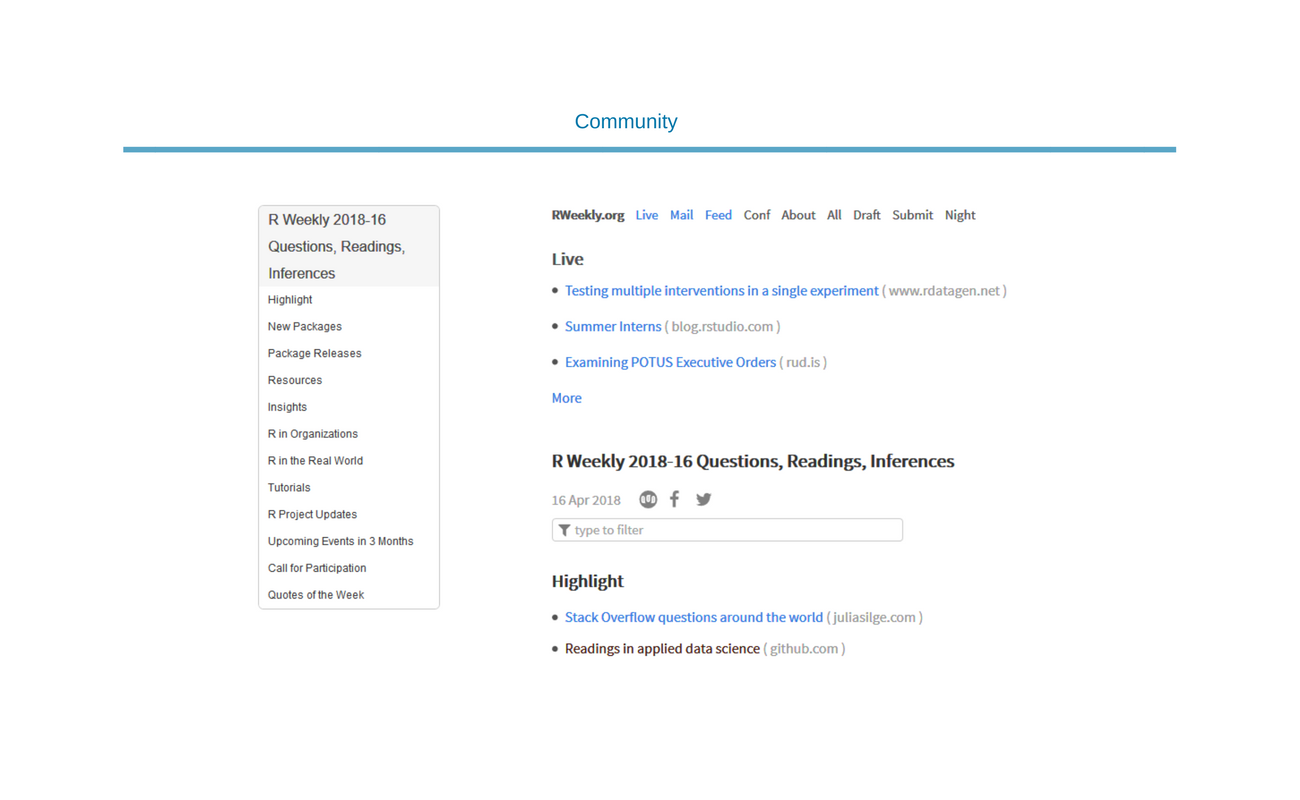 Community
R Weekly 2018-16
Questions, Readings,
Inferences
Highlight
New Packages
Package Releases
Resources
Insights
R in Organizations
R in the Real World
Tutorials
R Project Updates
Upcoming Events in 3 Months
Call for Participation
Quotes of the Week
RWeekly.org Live Mail Feed Conf About All Draft Submit Night
Live
Testing multiple interventions in a single experiment ( www.rdatagen.net )
Summer Interns ( blog.rstudio.com )
Examining POTUS Executive Orders ( rud.is )
More
R Weekly 2018-16 Questions, Readings, Inferences
16 Apr 2018
type to filter
Highlight
Stack Overflow questions around the world ( juliasilge.com )
Readings in applied data science ( github.com )